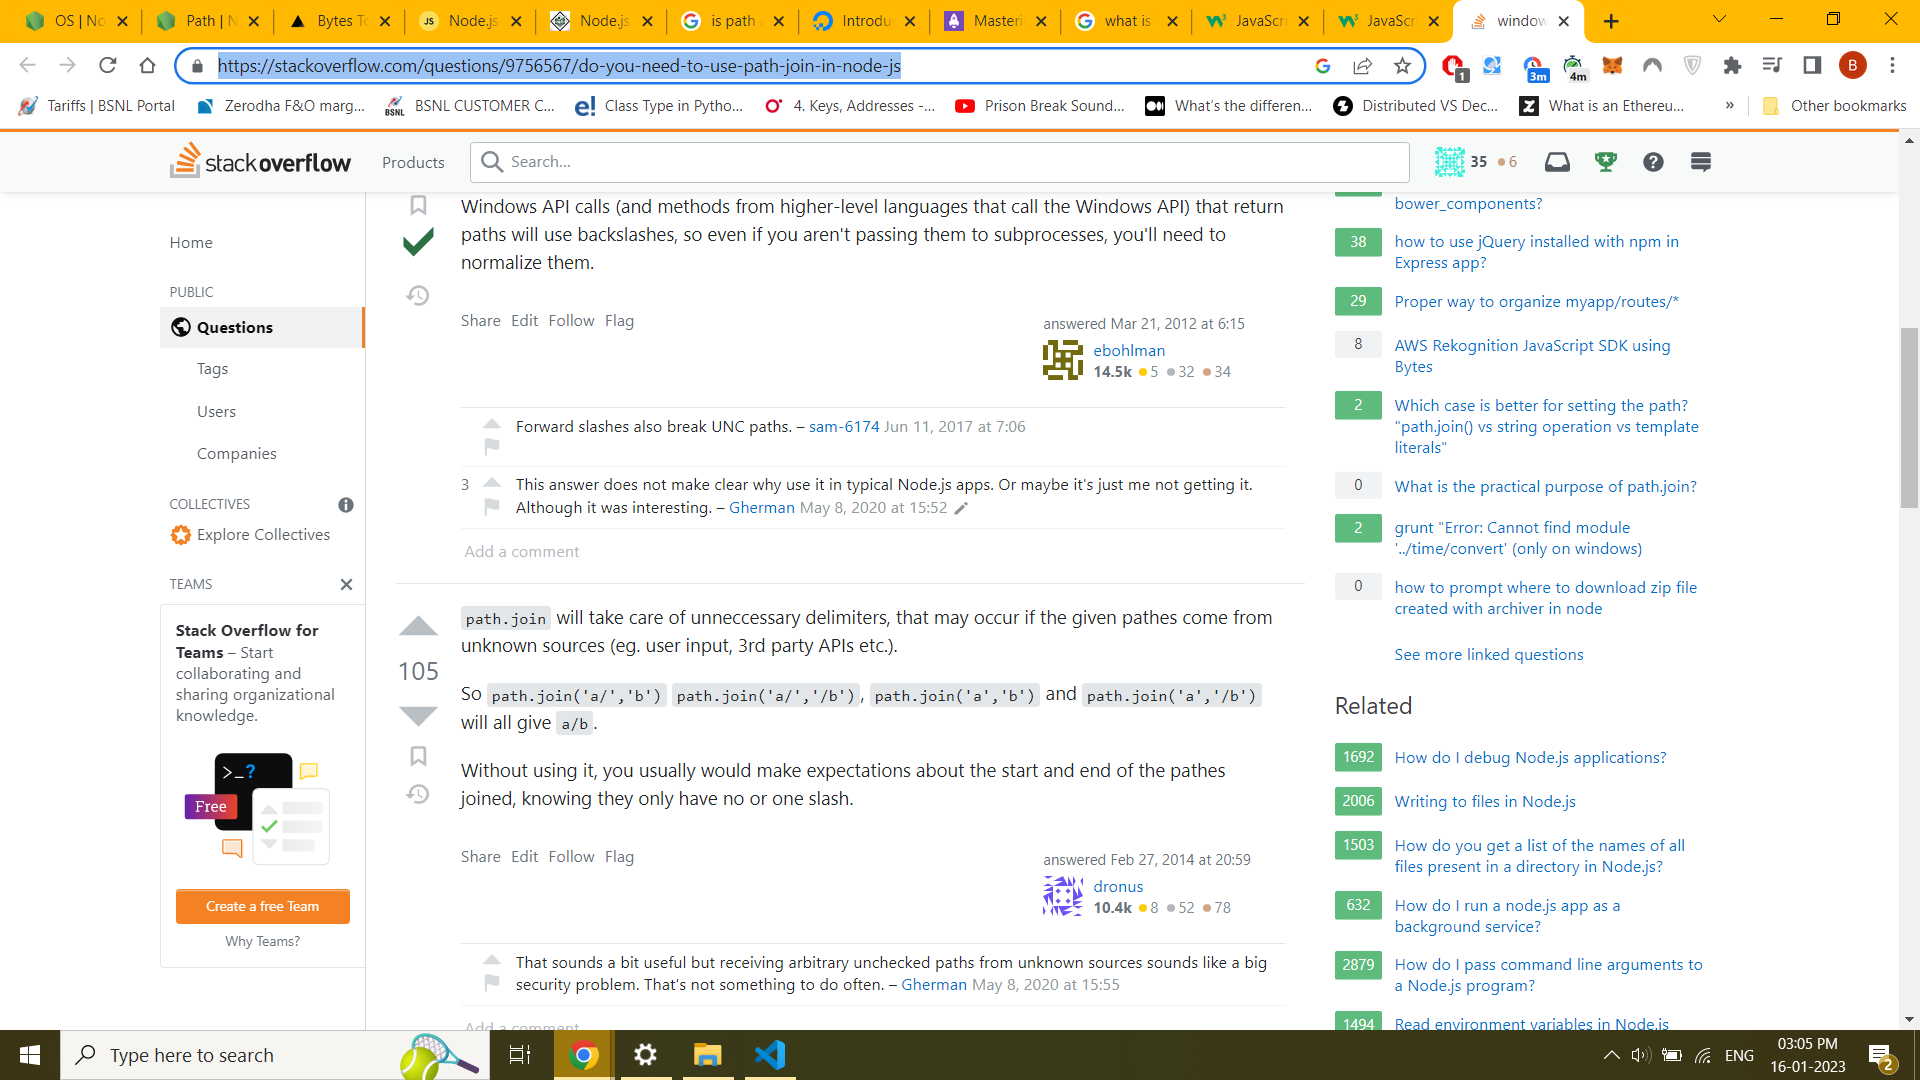 OS | No
Path | N
Bytes To
Node.js
Node.js
is path a
Introdu
Masteri
what is
JavaScri
JavaScri
window
https://stackoverflow.com/questions/9756567/do-you-need-to-use-path-join-in-node-js
1
3m
4m
B
Tariffs | BSNL Portal
Zerodha F&O marg...
BSNL CUSTOMER C...
Class Type in Pytho...
4. Keys, Addresses -...
Prison Break Sound...
What's the differen...
Distributed VS Dec...
What is an Ethereu...
»
Other bookmarks
stack overflow
Products
Search...
35
6
Home
PUBLIC
Questions
Tags
Users
Companies
COLLECTIVES
Explore Collectives
TEAMS
Stack Overflow for
Teams – Start
collaborating and
sharing organizational
knowledge.
>_?
Free
Create a free Team
Why Teams?
Windows API calls (and methods from higher-level languages that call the Windows API) that return
paths will use backslashes, so even if you aren't passing them to subprocesses, you'll need to
normalize them.
Share Edit Follow Flag
answered Mar 21, 2012 at 6:15
ebohlman
14.5k 5 32 34
Forward slashes also break UNC paths. – sam-6174 Jun 11, 2017 at 7:06
3
This answer does not make clear why use it in typical Node.js apps. Or maybe it's just me not getting it.
Although it was interesting. – Gherman May 8, 2020 at 15:52
Add a comment
105
path.join will take care of unneccessary delimiters, that may occur if the given pathes come from
unknown sources (eg. user input, 3rd party APIs etc.).
So path.join('a/','b') path.join('a/','/b'), path.join('a','b') and path.join('a','/b')
will all give a/b.
Without using it, you usually would make expectations about the start and end of the pathes
joined, knowing they only have no or one slash.
Share Edit Follow Flag
answered Feb 27, 2014 at 20:59
dronus
10.4k 8 52 78
That sounds a bit useful but receiving arbitrary unchecked paths from unknown sources sounds like a big
security problem. That's not something to do often. – Gherman May 8, 2020 at 15:55
Add a comment
bower_components?
38
how to use jQuery installed with npm in
Express app?
29
Proper way to organize myapp/routes/*
8
AWS Rekognition JavaScript SDK using
Bytes
2
Which case is better for setting the path?
"path.join() vs string operation vs template
literals"
0
What is the practical purpose of path.join?
2
grunt "Error: Cannot find module
'../time/convert' (only on windows)
0
how to prompt where to download zip file
created with archiver in node
See more linked questions
Related
1692
How do I debug Node.js applications?
2006
Writing to files in Node.js
1503
How do you get a list of the names of all
files present in a directory in Node.js?
632
How do I run a node.js app as a
background service?
2879
How do I pass command line arguments to
a Node.js program?
1494
Read environment variables in Node.js
Type here to search
ENG
03:05 PM
16-01-2023
2